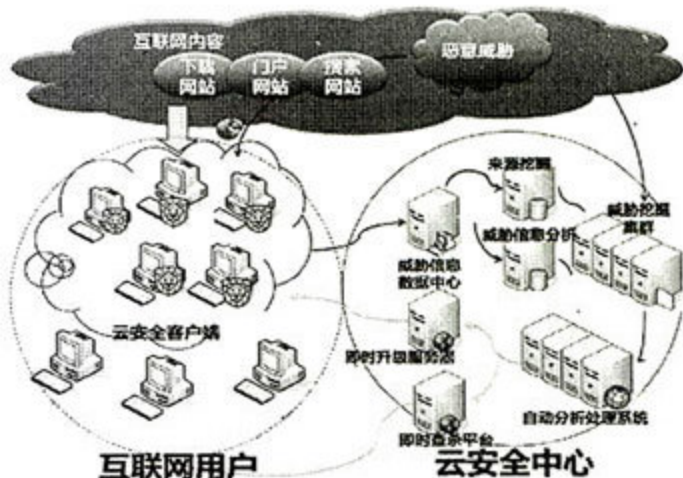 互联网内容
恶意威胁
下载
网站
门户
网站
搜索
网站
来源挖掘
威胁挖掘
集群
威胁信息分析
威胁信息
数据中心
云安全客户端
即时升级服务器
自动分析处理系统
即时查杀平台
互联网用户
云安全中心